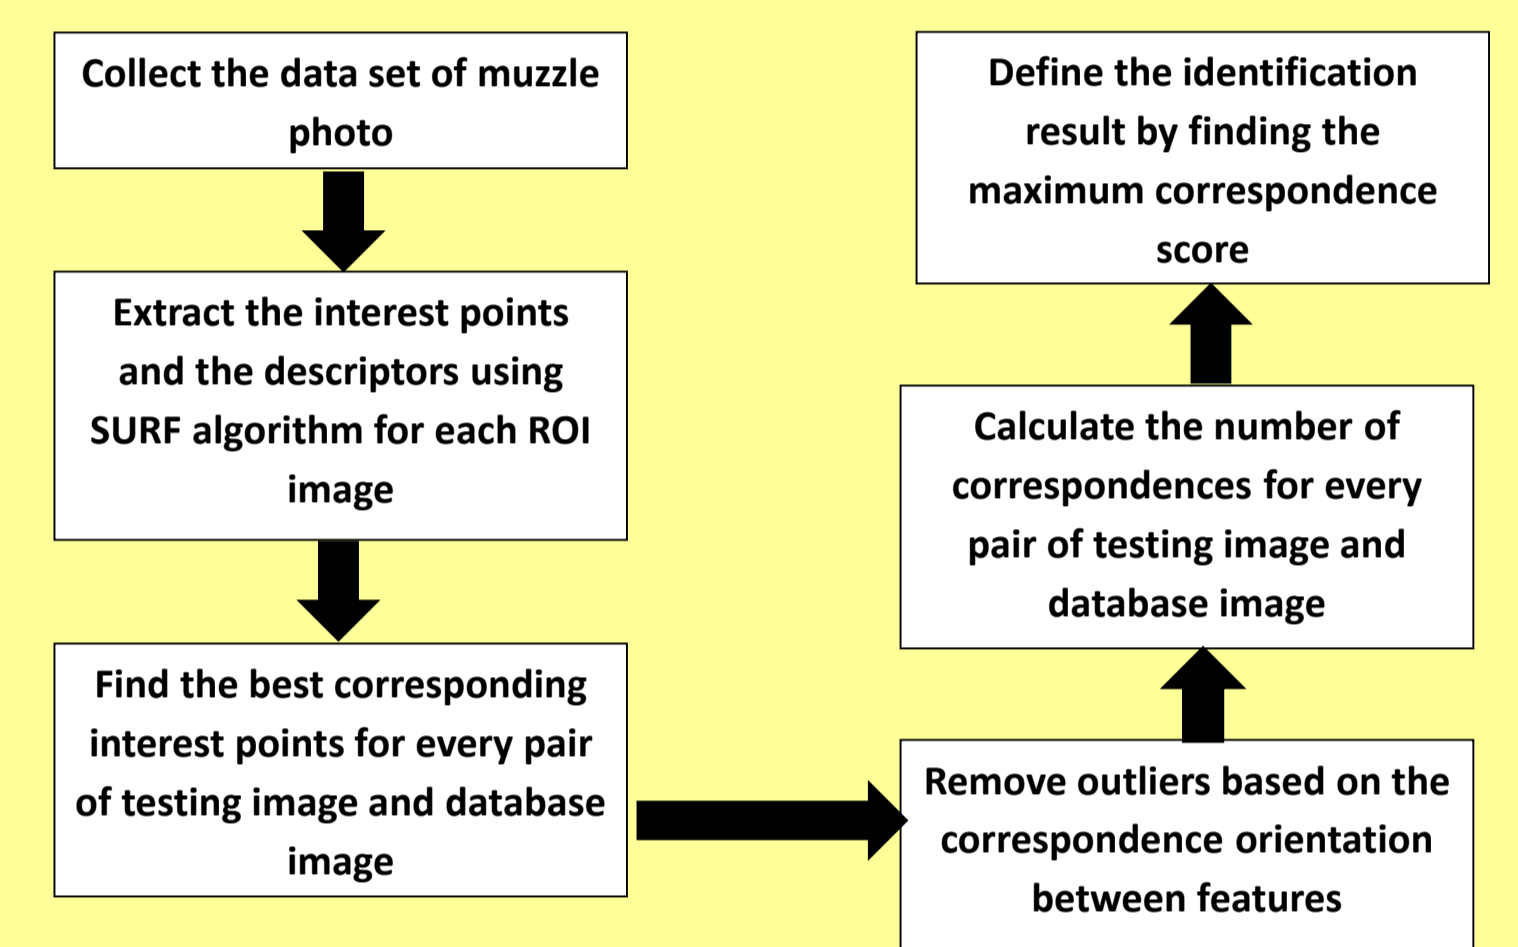 Collect the data set of muzzle
photo
Extract the interest points
and the descriptors using
SURF algorithm for each ROI
image
Find the best corresponding
interest points for every pair
of testing image and database
image
Remove outliers based on the
correspondence orientation
between features
Calculate the number of
correspondences for every
pair of testing image and
database image
Define the identification
result by finding the
maximum correspondence
score